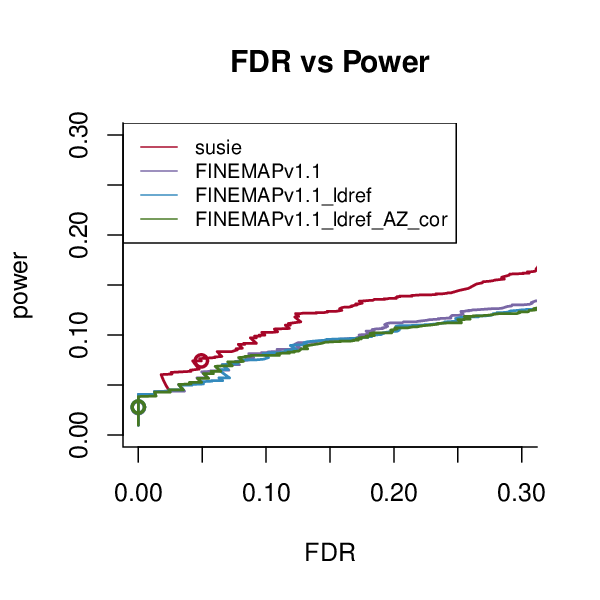 FDR vs Power
susie
FINEMAPv1.1
FINEMAPv1.1_ldref
FINEMAPv1.1_ldref_AZ_cor
power
0.30
0.20
0.10
0.00
0.00 0.10 0.20 0.30
FDR